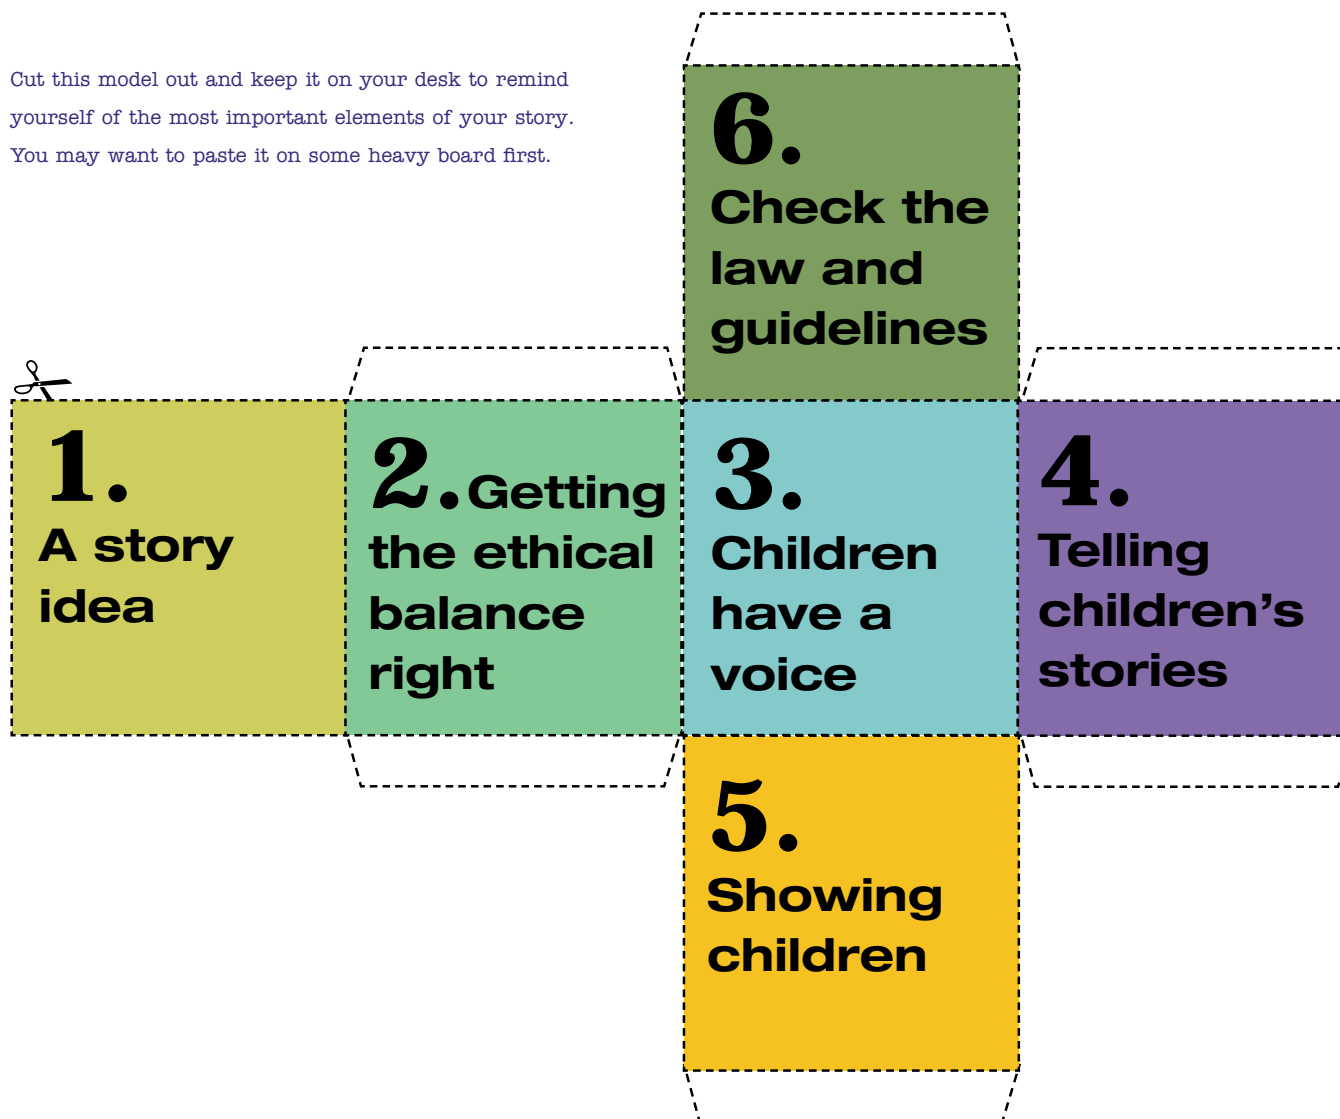 Cut this model out and keep it on your desk to remind
yourself of the most important elements of your story.
You may want to paste it on some heavy board first.
6.
Check the
law and
guidelines
1.
A story
idea
2. Getting
the ethical
balance
right
3.
Children
have a
voice
4.
Telling
children’s
stories
5.
Showing
children